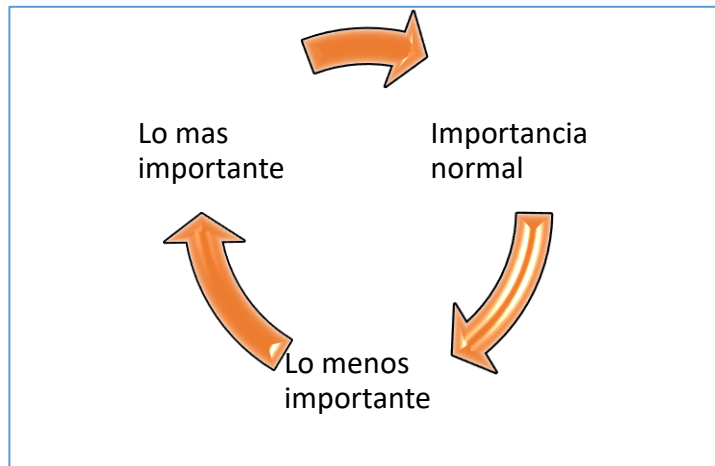 Lo mas
importante
Importancia
normal
Lo menos
importante